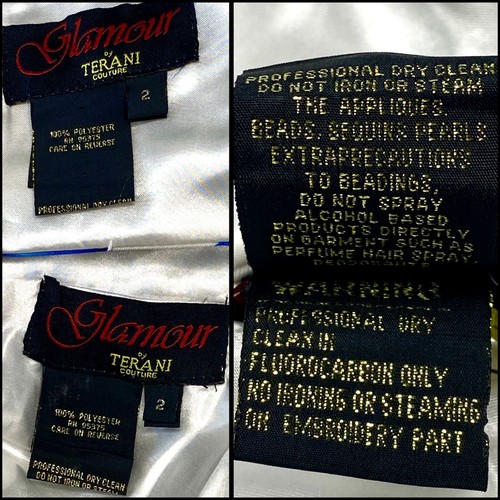 Glamour
by
TERANI
COUTURE
2
100% POLYESTER
RN 95375
CARE ON REVERSE
PROFESSIONAL DRY CLEAN
Glamour
by
TERANI
COUTURE
2
100% POLYESTER
RN 95375
CARE ON REVERSE
PROFESSIONAL DRY CLEAN
DO NOT IRON OR STEAM
PROFESSIONAL DRY CLEAN
DO NOT IRON OR STEAM
THE APPLIQUES,
BEADS, SEQUINS PEARLS
EXTRAPRECAUTIONS
TO BEADINGS,
DO NOT SPRAY
ALCOHOL BASED
PRODUCTS DIRECTLY
ON GARMENT SUCH AS
PERFUME HAIR SPRAY
WARNING
PROFESSIONAL DRY
CLEAN IN
FLUOROCARBON ONLY
NO IRONING OR STEAMING
ON EMBROIDERY PART